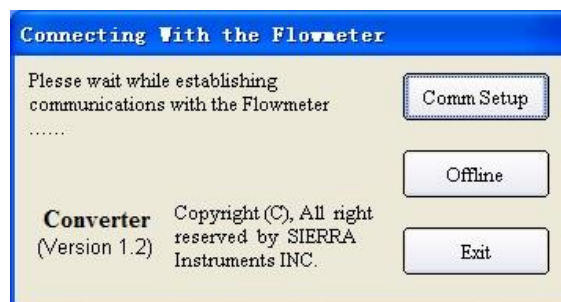 Connecting With the Flowmeter
Plesse wait while establishing
communications with the Flowmeter
......
Comm Setup
Offline
Converter
(Version 1.2)
Copyright (C), All right
reserved by SIERRA
Instruments INC.
Exit